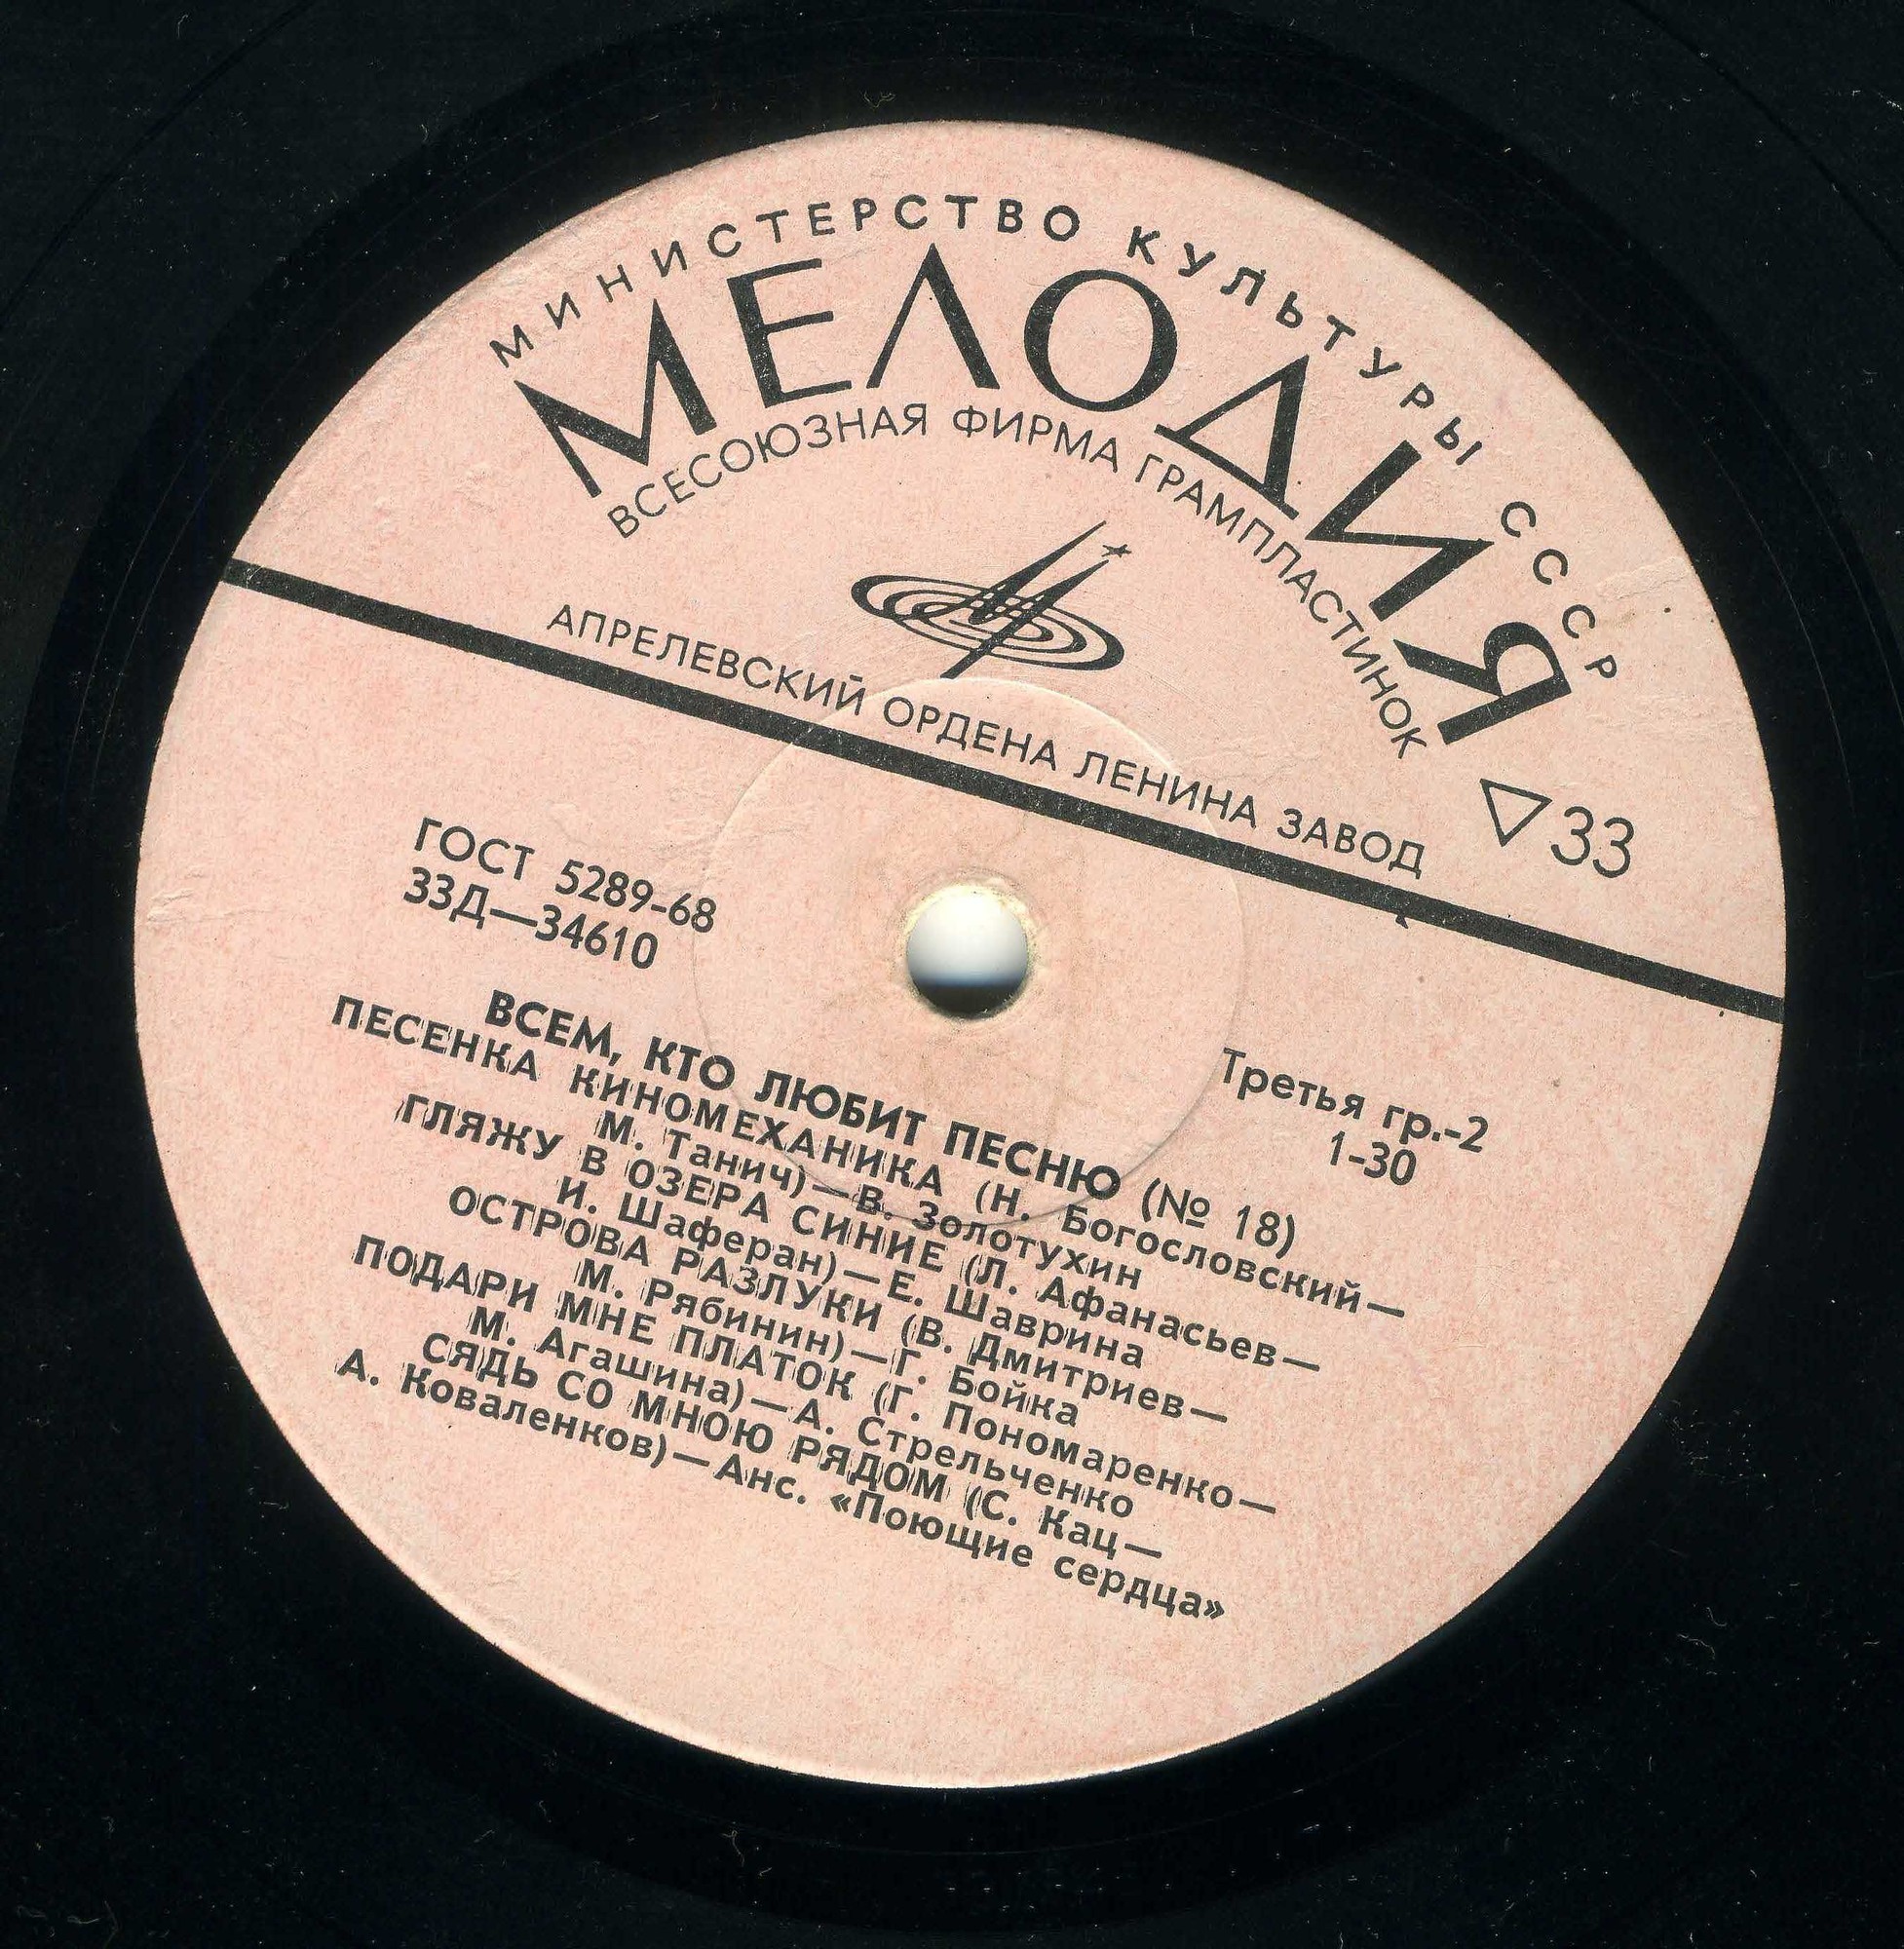 МИНИСТЕРСТВО КУЛЬТУРЫ СССР
МЕЛОДИЯ
ВСЕСОЮЗНАЯ ФИРМА ГРАМПЛАСТИНОК
АПРЕЛЕВСКИЙ ОРДЕНА ЛЕНИНА ЗАВОД
▽33
ГОСТ 5289-68
33Д—34610
Третья гр.-2
1-30
ВСЕМ, КТО ЛЮБИТ ПЕСНЮ (№ 18)
ПЕСЕНКА КИНОМЕХАНИКА (Н. Богословский—
М. Танич)—В. Золотухин
ГЛЯЖУ В ОЗЕРА СИНИЕ (Л. Афанасьев—
И. Шаферан)—Е. Шаврина
ОСТРОВА РАЗЛУКИ (В. Дмитриев—
М. Рябинин)—Г. Бойка
ПОДАРИ МНЕ ПЛАТОК (Г. Пономаренко—
М. Агашина)—А. Стрельченко
СЯДЬ СО МНОЮ РЯДОМ (С. Кац—
А. Коваленков)—Анс. «Поющие сердца»